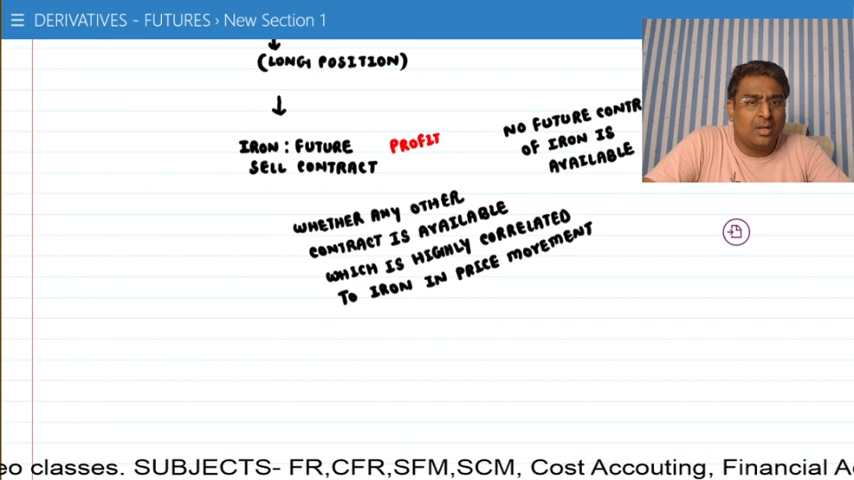 DERIVATIVES - FUTURES › New Section 1
(LONG POSITION)
IRON : FUTURE PROFIT
SELL CONTRACT
NO FUTURE CONTR
OF IRON IS
AVAILABLE
WHETHER ANY OTHER
CONTRACT IS AVAILABLE
WHICH IS HIGHLY CORRELATED
TO IRON IN PRICE MOVEMENT
eo classes. SUBJECTS- FR,CFR,SFM,SCM, Cost Accouting, Financial A